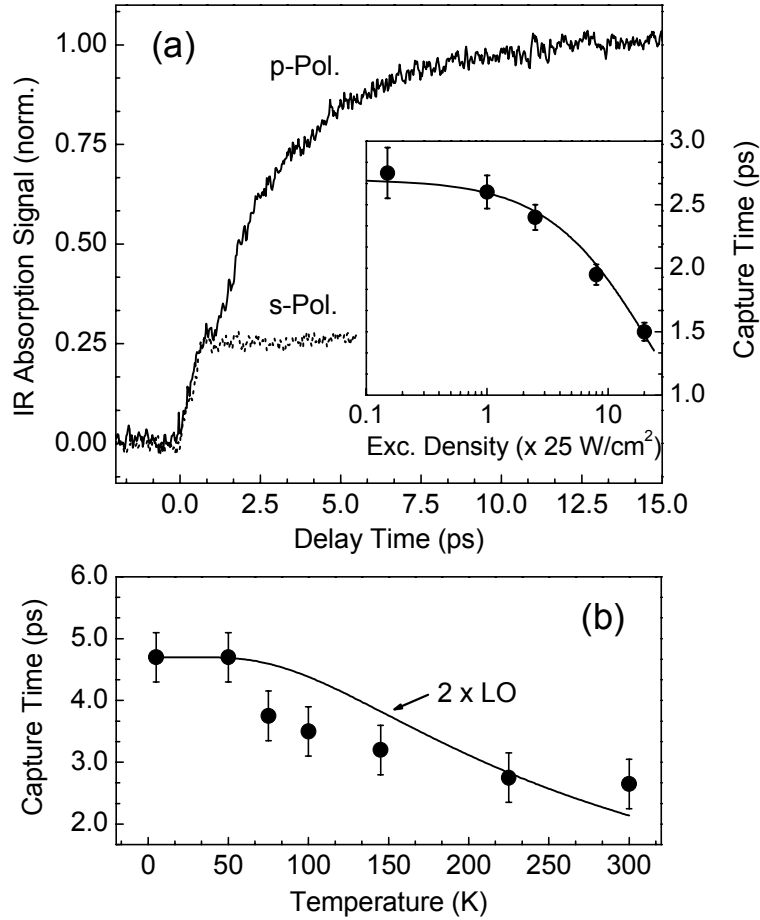 (a)
p-Pol.
s-Pol.
IR Absorption Signal (norm.)
1.00
0.75
0.50
0.25
0.00
0.0 2.5 5.0 7.5 10.0 12.5 15.0
Delay Time (ps)
3.0
2.5
2.0
1.5
1.0
Capture Time (ps)
0.1 1 10
Exc. Density (x 25 W/cm²)
(b)
2 x LO
Capture Time (ps)
6.0
5.0
4.0
3.0
2.0
0 50 100 150 200 250 300
Temperature (K)